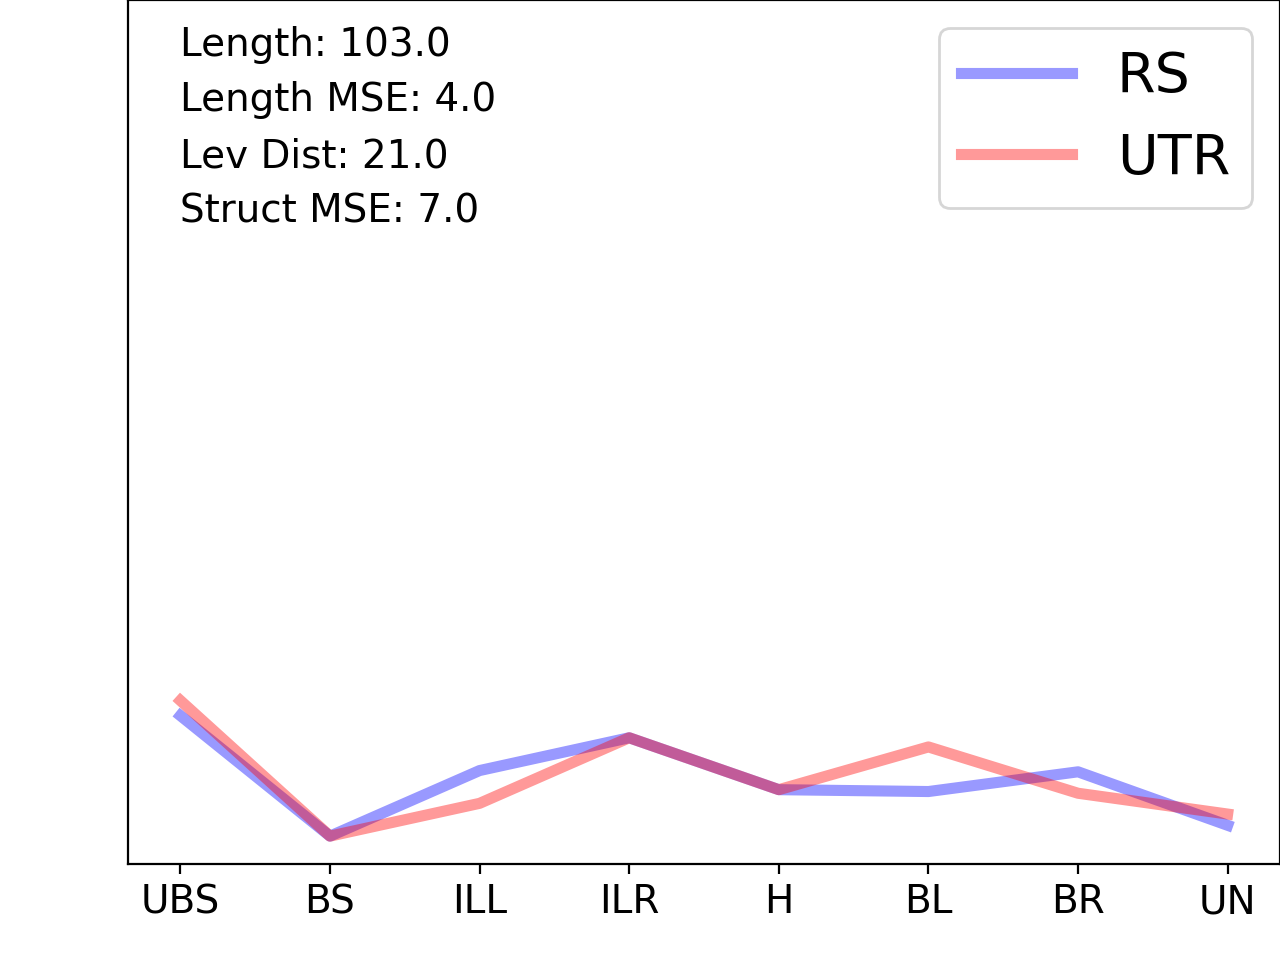 Length: 103.0
Length MSE: 4.0
Lev Dist: 21.0
Struct MSE: 7.0
RS
UTR
UBS BS ILL ILR H BL BR UN